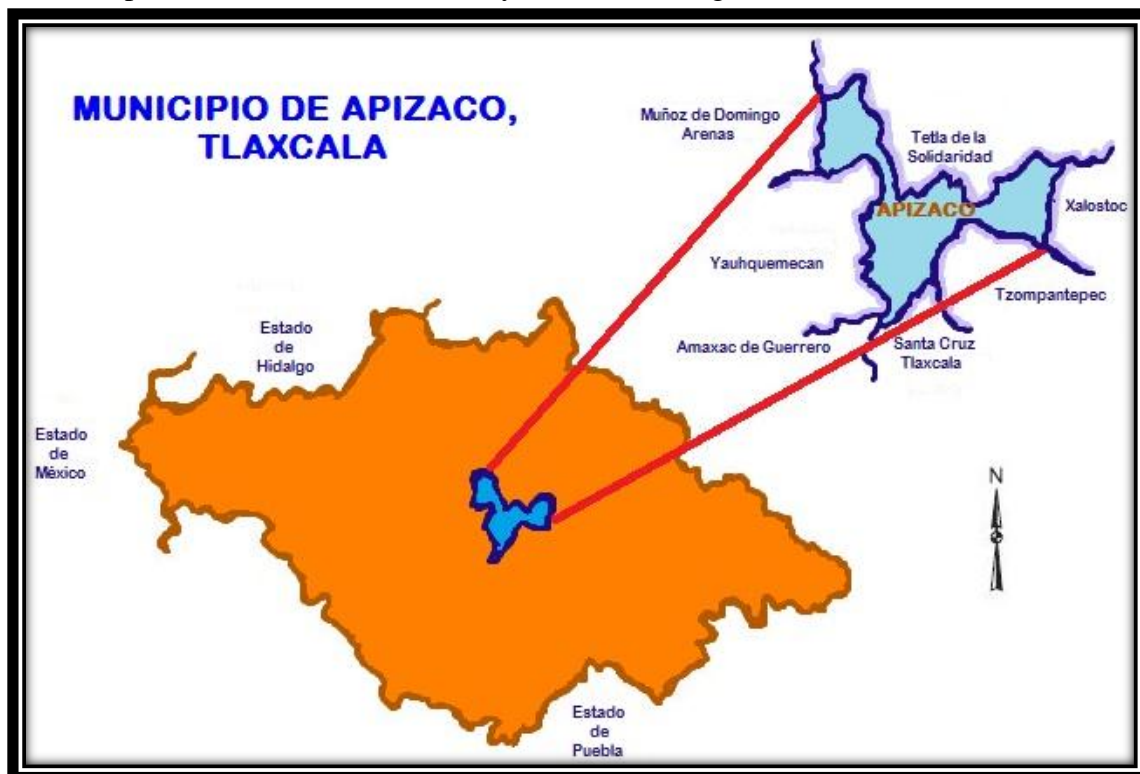 MUNICIPIO DE APIZACO,
TLAXCALA
Muñoz de Domingo
Arenas
Tetla de la
Solidaridad
APIZACO
Xalostoc
Yauhquemecan
Tzompantepec
Amaxac de Guerrero
Santa Cruz
Tlaxcala
Estado
de
Hidalgo
Estado
de
México
N
Estado
de
Puebla